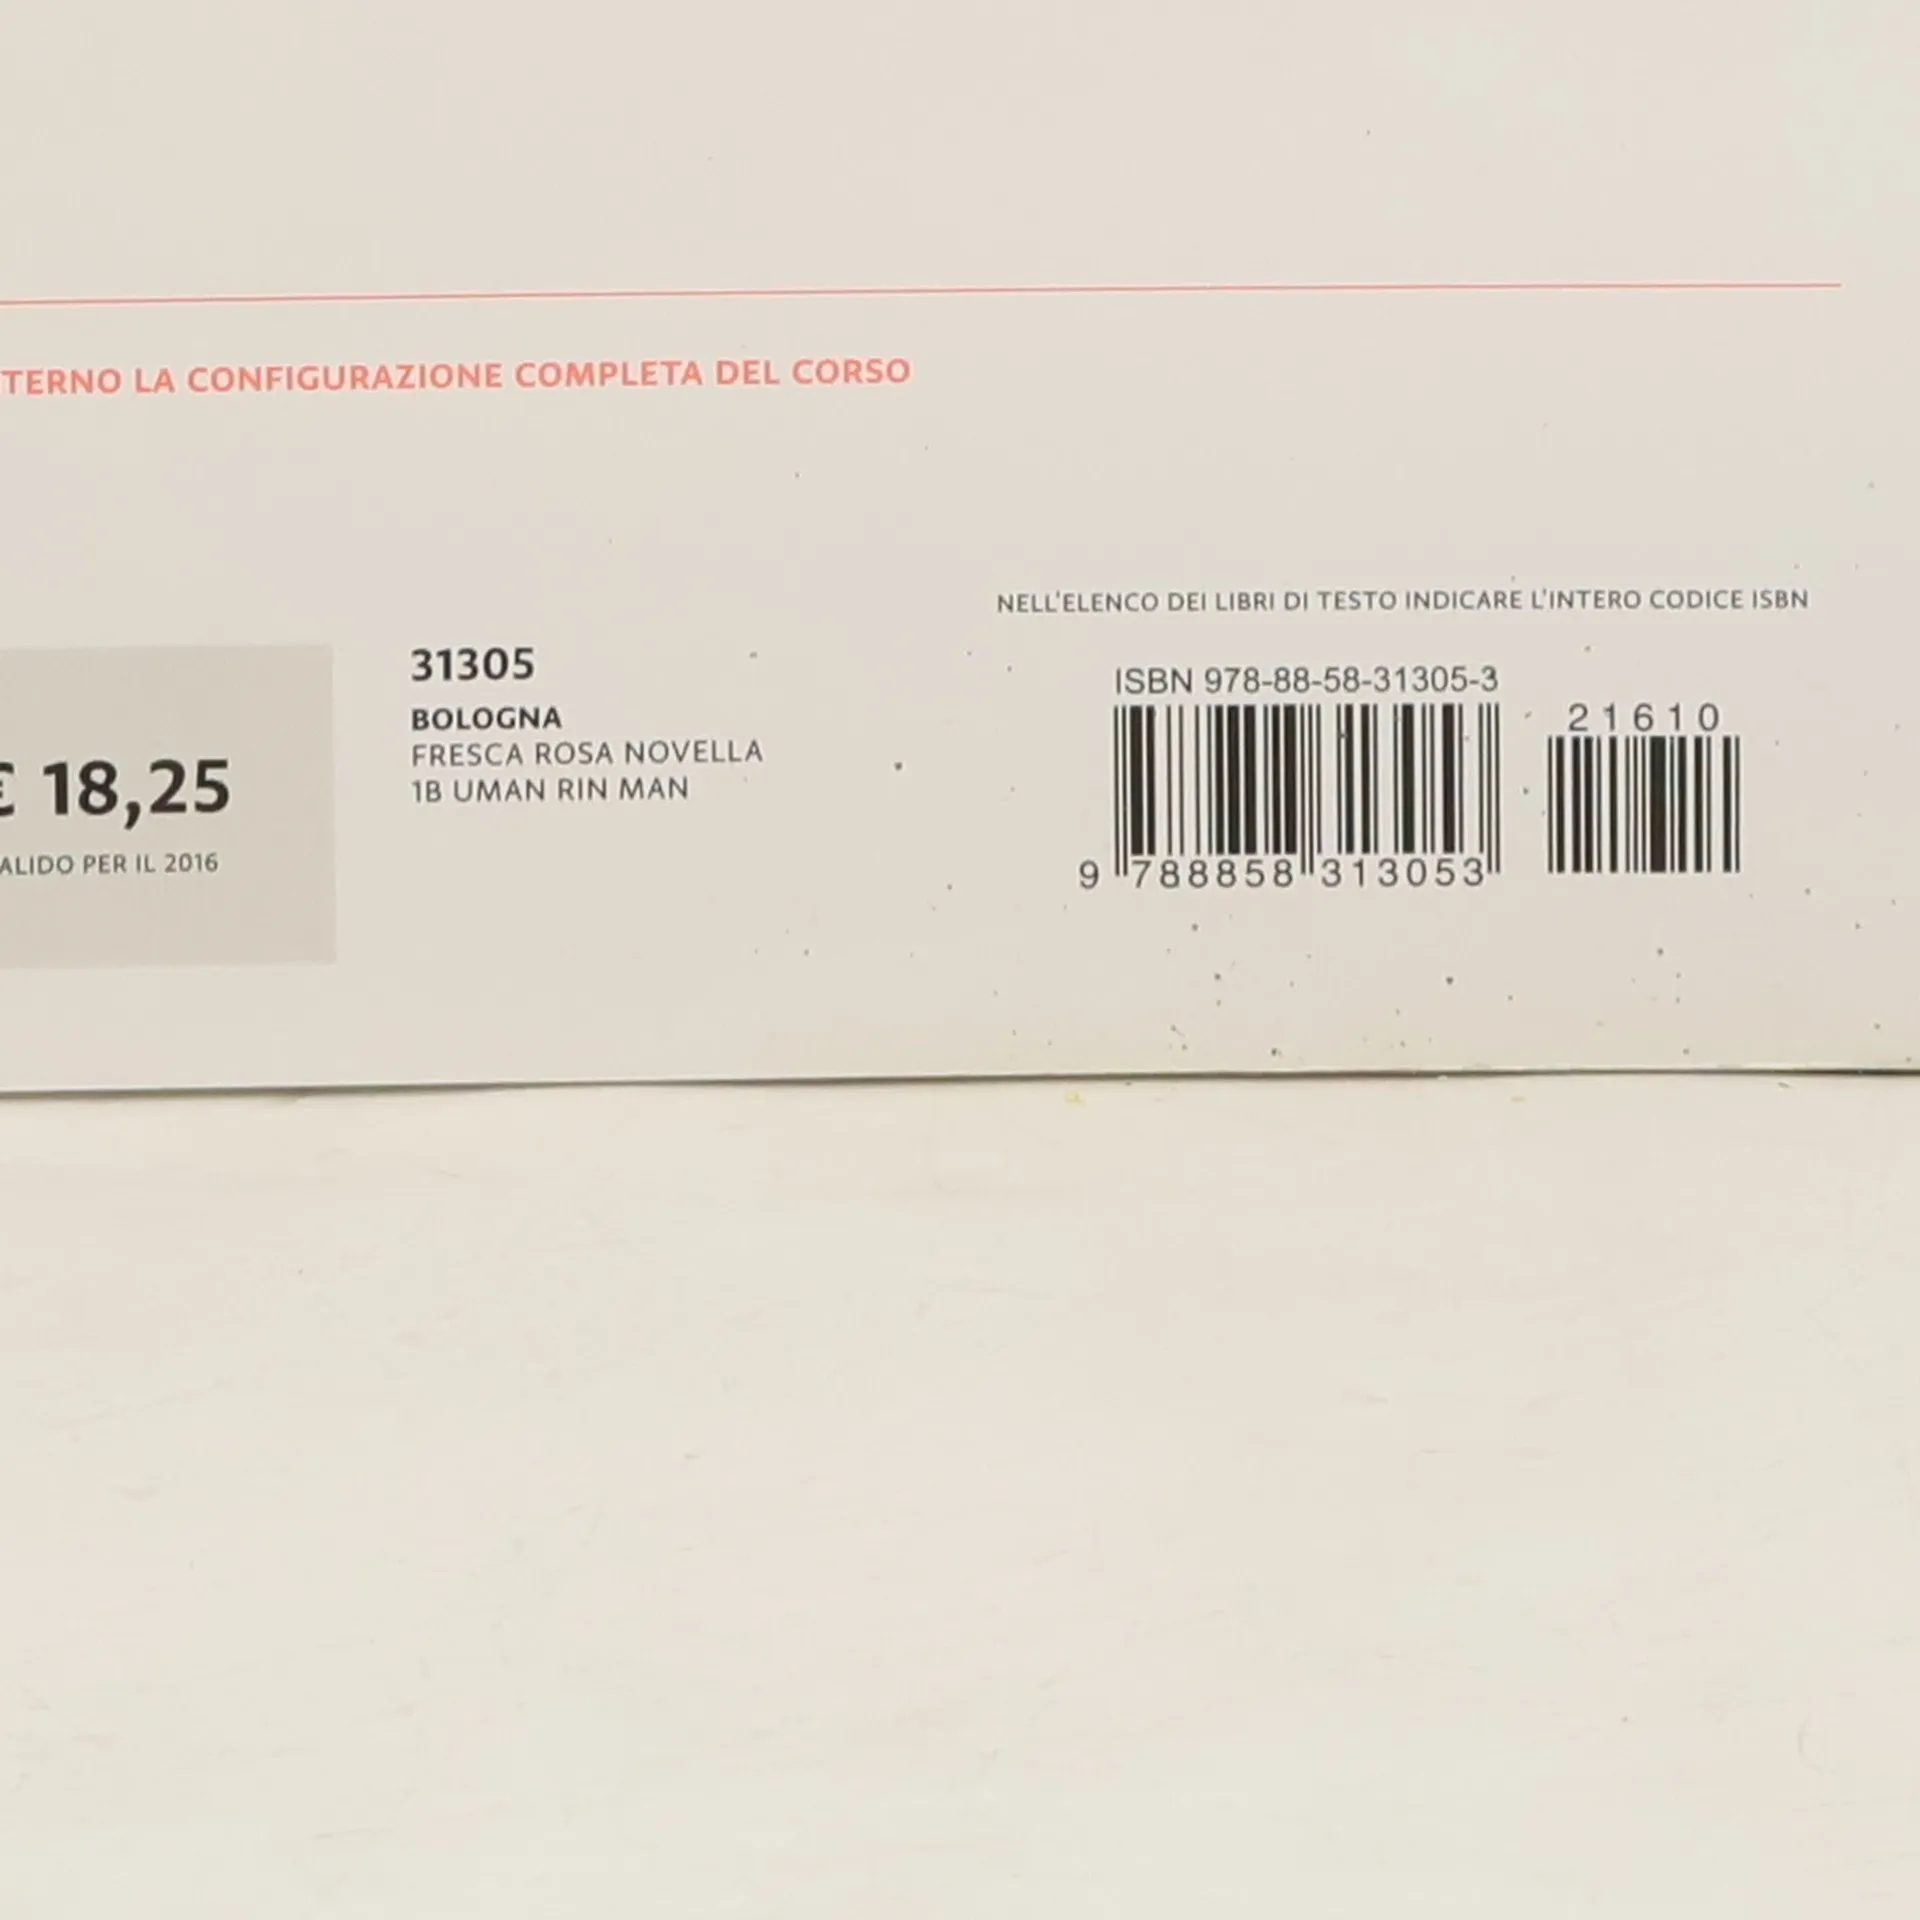 TERNO LA CONFIGURAZIONE COMPLETA DEL CORSO
€ 18,25
ALIDO PER IL 2016
31305
BOLOGNA
FRESCA ROSA NOVELLA
1B UMAN RIN MAN
NELL'ELENCO DEI LIBRI DI TESTO INDICARE L'INTERO CODICE ISBN
ISBN 978-88-58-31305-3
21610
9 788858 313053